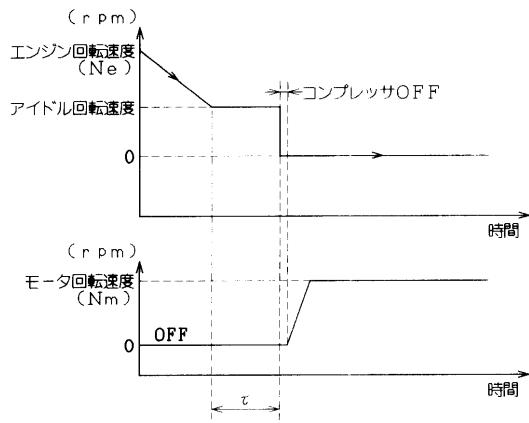 (rpm)
エンジン回転速度
(Ne)
コンプレッサOFF
アイドル回転速度
0
時間
(rpm)
モータ回転速度
(Nm)
OFF
0
時間
τ